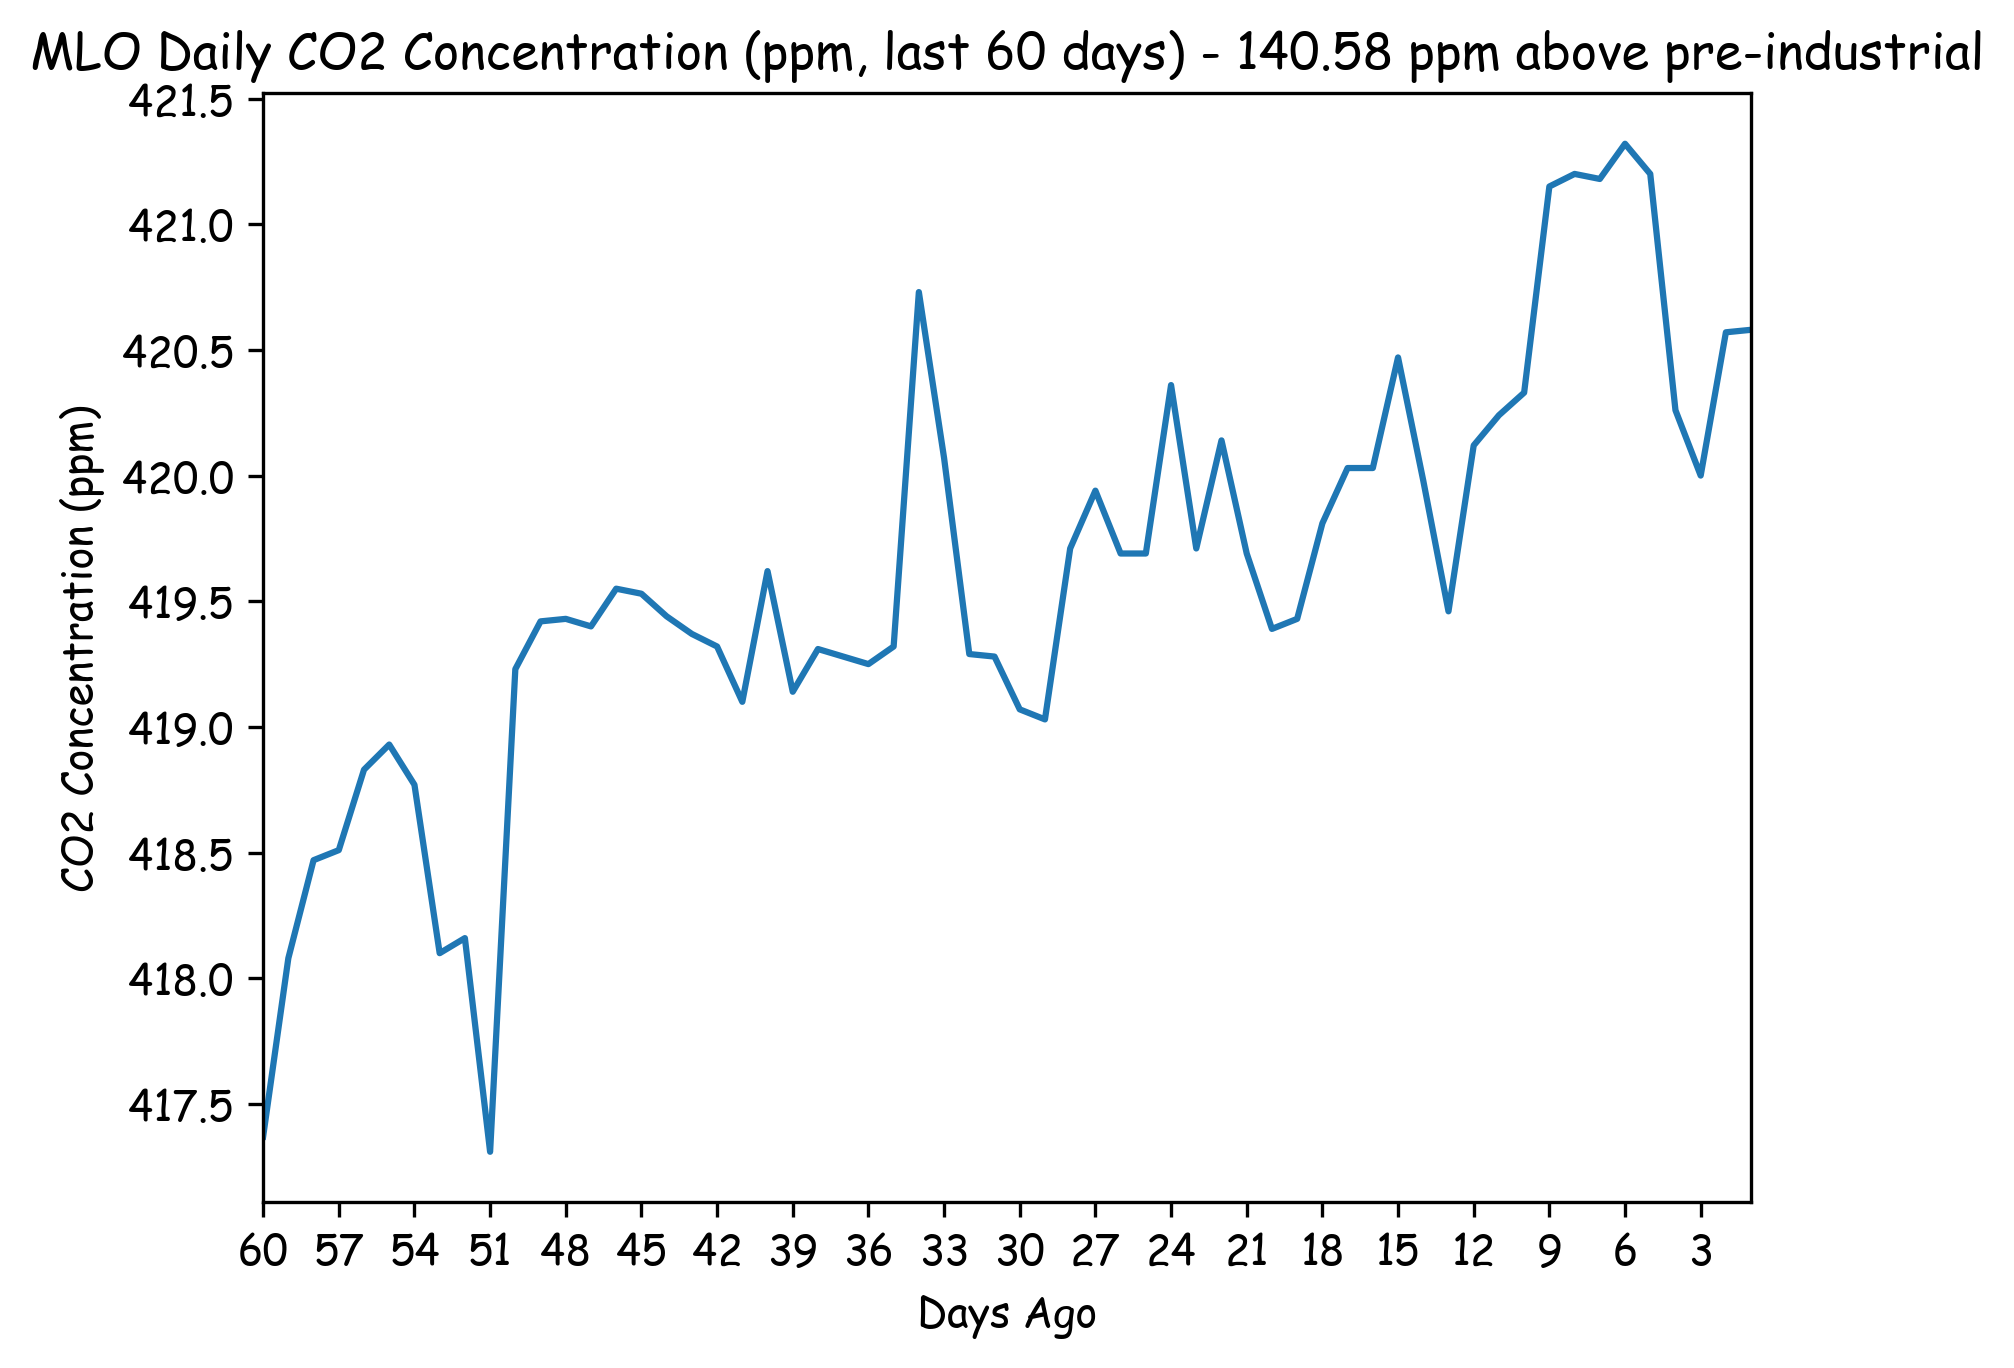 MLO Daily CO2 Concentration (ppm, last 60 days) - 140.58 ppm above pre-industrial
421.5
421.0
420.5
420.0
419.5
419.0
418.5
418.0
417.5
CO2 Concentration (ppm)
60 57 54 51 48 45 42 39 36 33 30 27 24 21 18 15 12 9 6 3
Days Ago